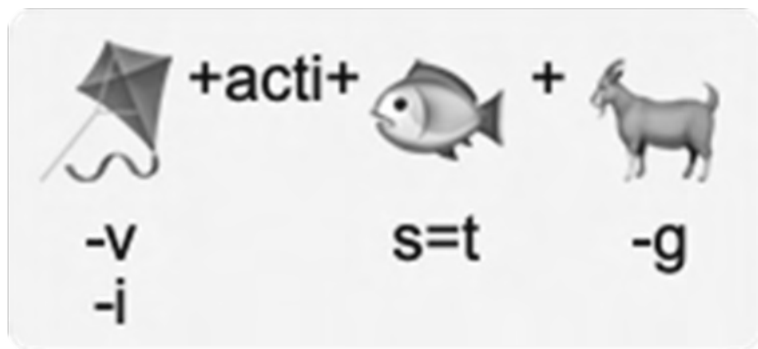 +acti+ +
-v s=t -g
-i